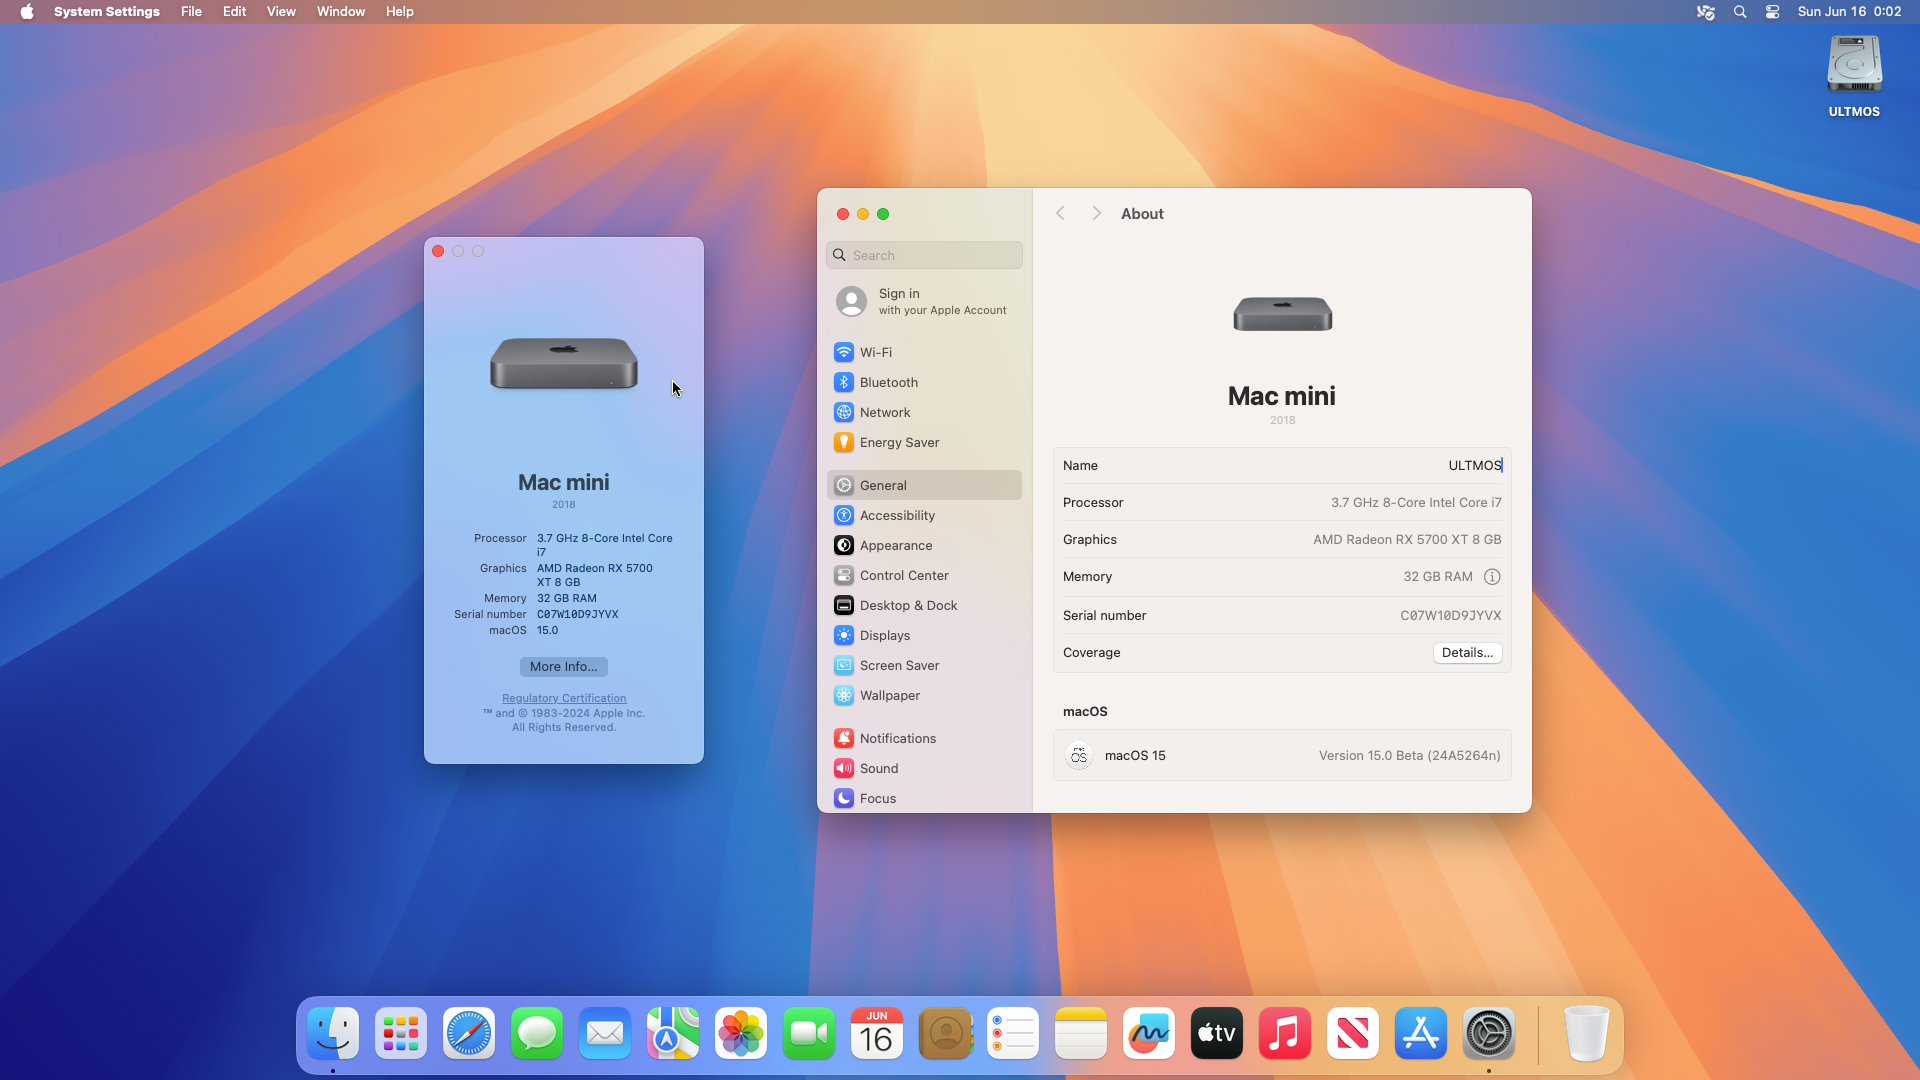 System Settings File Edit View Window Help Sun Jun 16 0:02
ULTMOS
Mac mini
2018
Processor 3.7 GHz 8-Core Intel Core
i7
Graphics AMD Radeon RX 5700
XT 8 GB
Memory 32 GB RAM
Serial number C07W10D9JYVX
macOS 15.0
More Info...
Regulatory Certification
™ and © 1983-2024 Apple Inc.
All Rights Reserved.
About
Search
Sign in
with your Apple Account
Wi-Fi
Bluetooth
Network
Energy Saver
General
Accessibility
Appearance
Control Center
Desktop & Dock
Displays
Screen Saver
Wallpaper
Notifications
Sound
Focus
Mac mini
2018
Name ULTMOS
Processor 3.7 GHz 8-Core Intel Core i7
Graphics AMD Radeon RX 5700 XT 8 GB
Memory 32 GB RAM
Serial number C07W10D9JYVX
Coverage Details...
macOS
mac
OS
macOS 15 Version 15.0 Beta (24A5264n)
JUN
16
tv